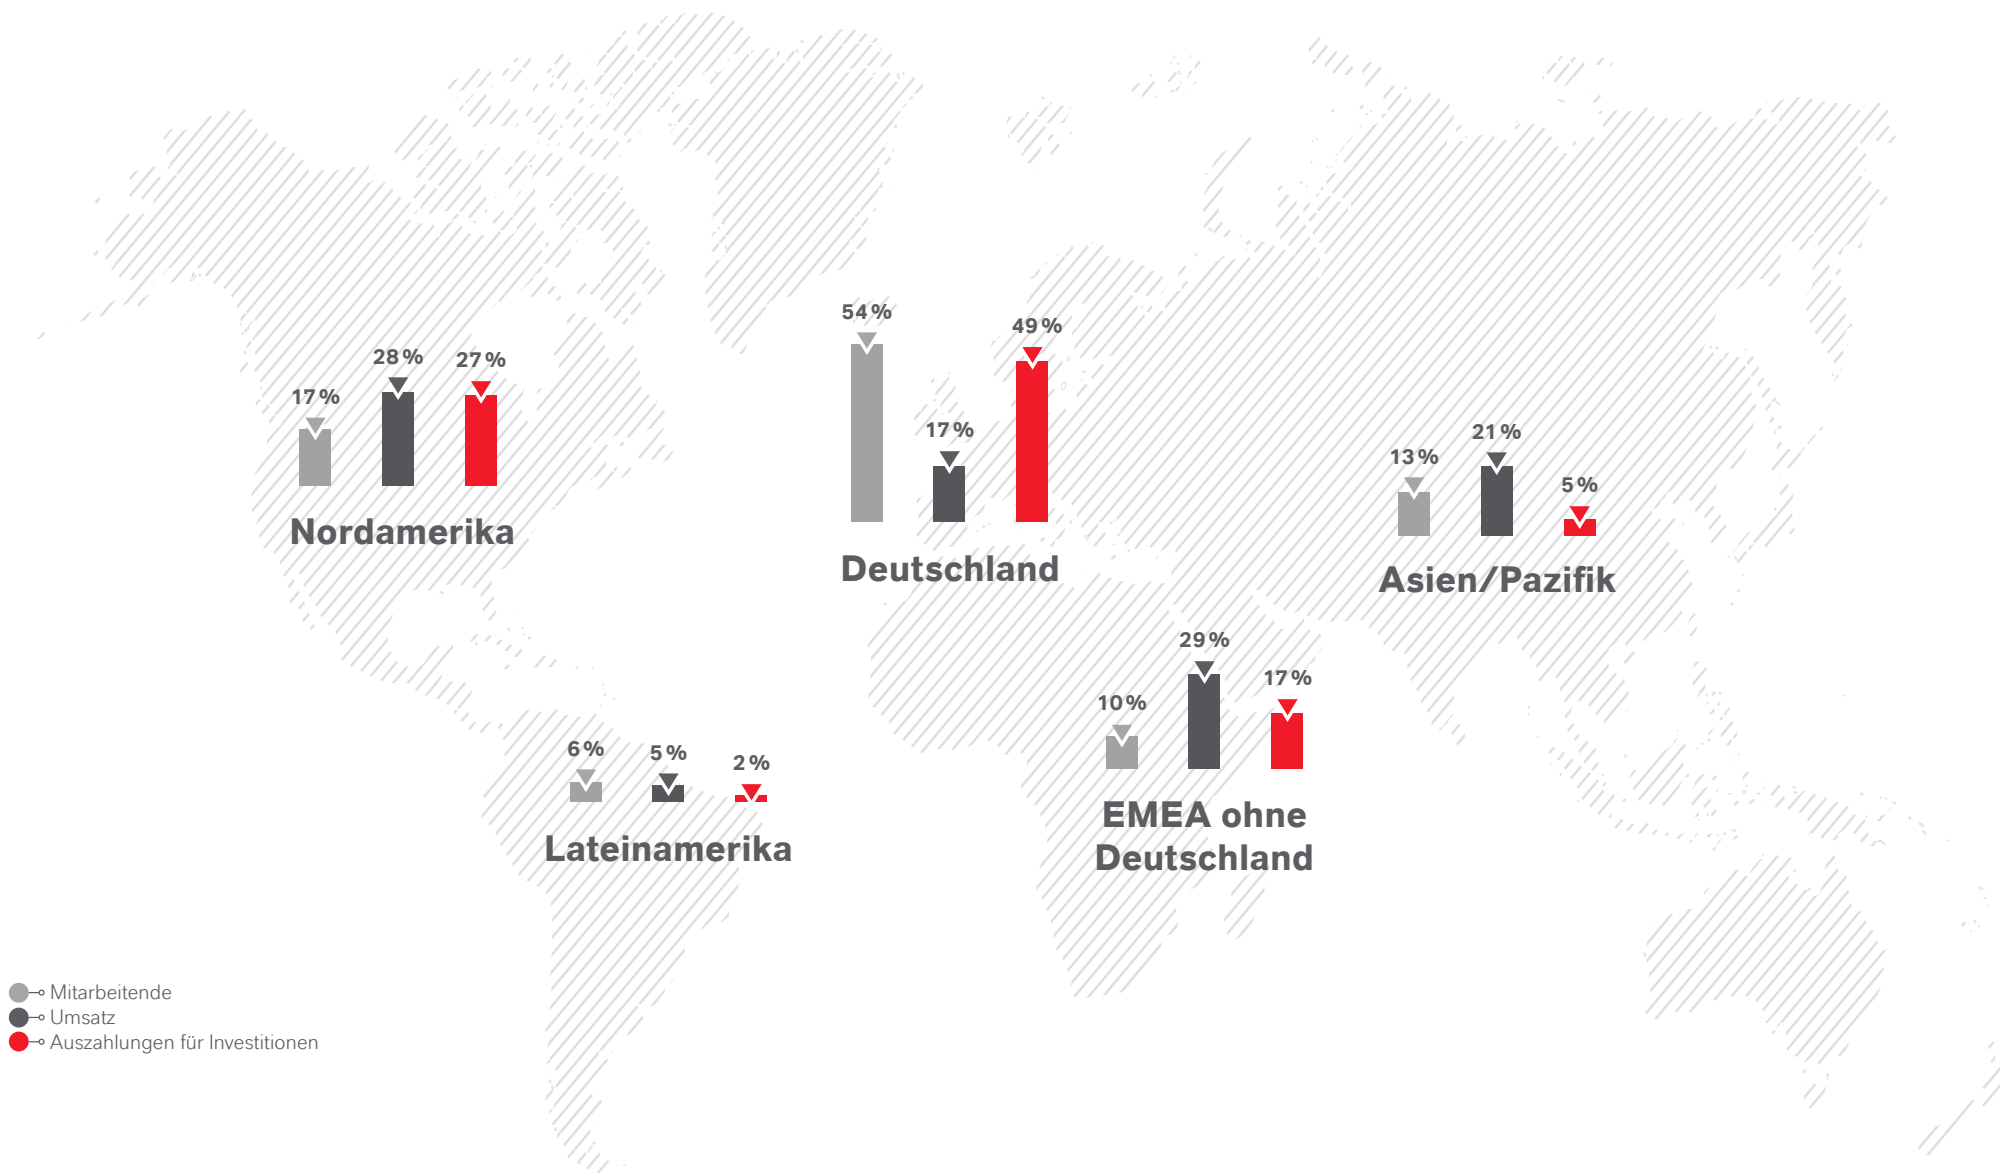 17 %
28 %
27 %
Nordamerika
54 %
17 %
49 %
Deutschland
13 %
21 %
5 %
Asien/Pazifik
6 %
5 %
2 %
Lateinamerika
10 %
29 %
17 %
EMEA ohne
Deutschland
Mitarbeitende
Umsatz
Auszahlungen für Investitionen